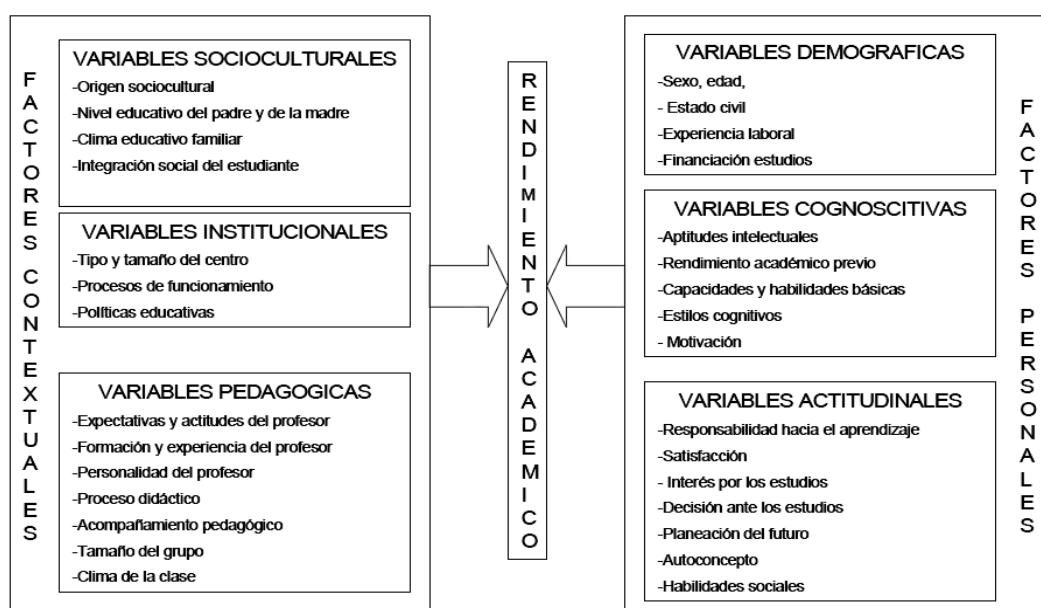 FACTORES CONTEXTUALES
VARIABLES SOCIOCULTURALES
-Origen sociocultural
-Nivel educativo del padre y de la madre
-Clima educativo familiar
-Integración social del estudiante
VARIABLES INSTITUCIONALES
-Tipo y tamaño del centro
-Procesos de funcionamiento
-Políticas educativas
VARIABLES PEDAGOGICAS
-Expectativas y actitudes del profesor
-Formación y experiencia del profesor
-Personalidad del profesor
-Proceso didáctico
-Acompañamiento pedagógico
-Tamaño del grupo
-Clima de la clase
RENDIMIENTO ACADEMICO
VARIABLES DEMOGRAFICAS
-Sexo, edad,
- Estado civil
-Experiencia laboral
-Financiación estudios
VARIABLES COGNOSCITIVAS
-Aptitudes intelectuales
-Rendimiento académico previo
-Capacidades y habilidades básicas
-Estilos cognitivos
- Motivación
VARIABLES ACTITUDINALES
-Responsabilidad hacia el aprendizaje
-Satisfacción
- Interés por los estudios
-Decisión ante los estudios
-Planeación del futuro
-Autoconcepto
-Habilidades sociales
FACTORES PERSONALES